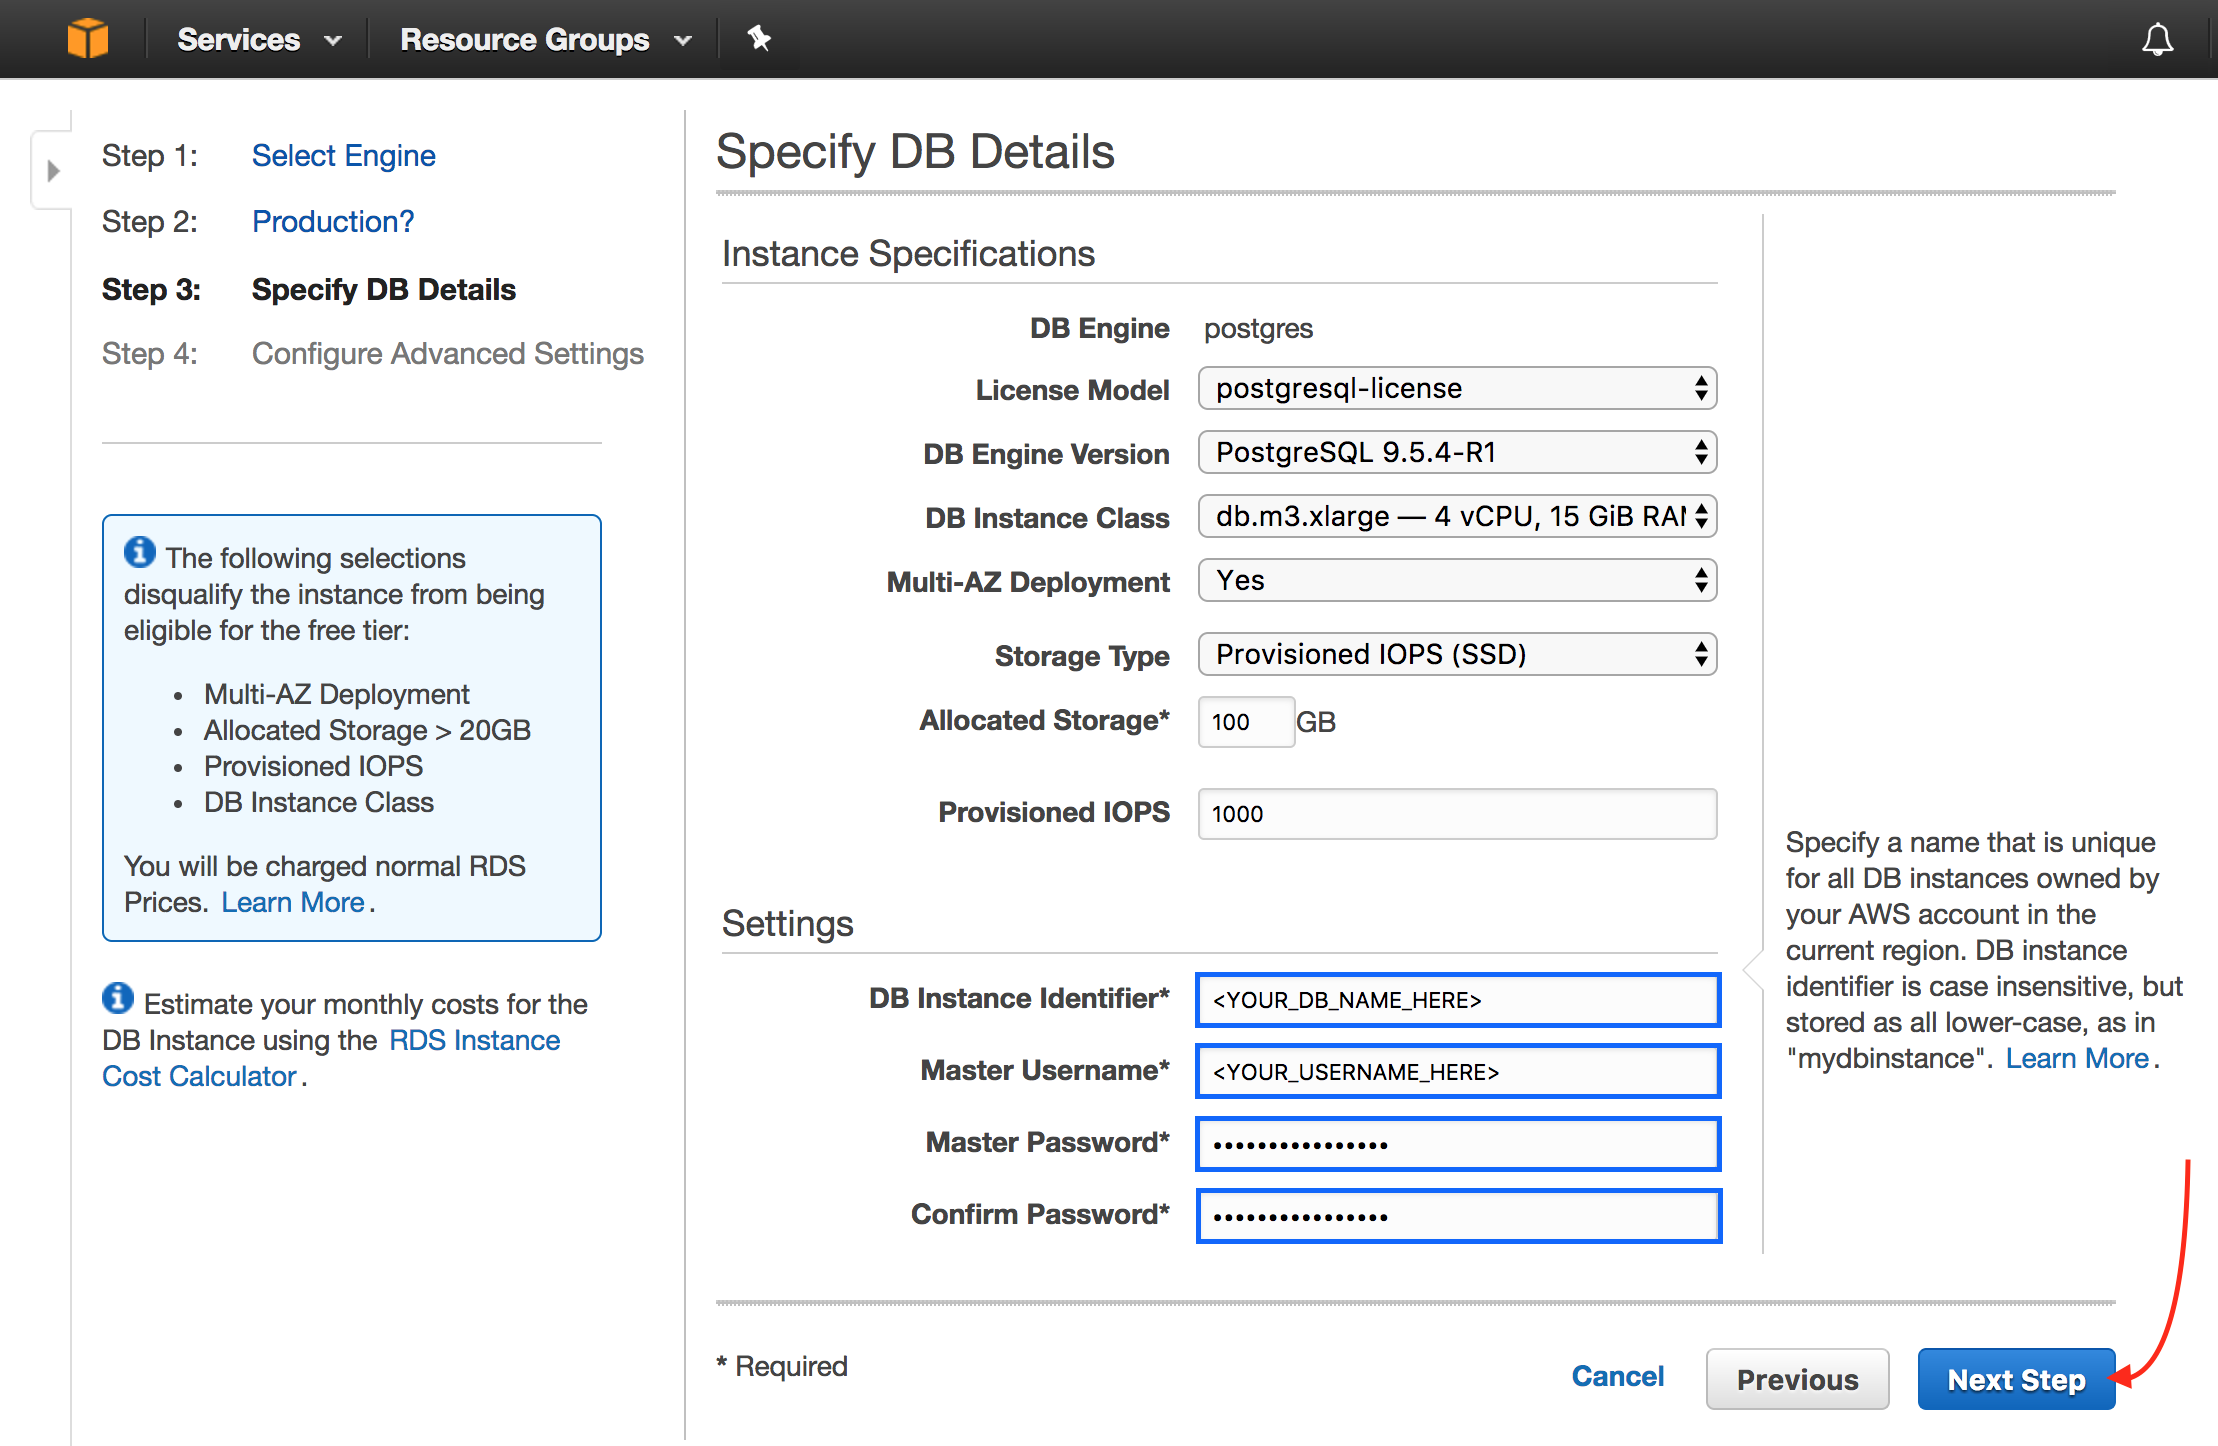 Services
Resource Groups
Step 1: Select Engine
Step 2: Production?
Step 3: Specify DB Details
Step 4: Configure Advanced Settings
The following selections
disqualify the instance from being
eligible for the free tier:
• Multi-AZ Deployment
• Allocated Storage > 20GB
• Provisioned IOPS
• DB Instance Class
You will be charged normal RDS
Prices. Learn More.
Estimate your monthly costs for the
DB Instance using the RDS Instance
Cost Calculator.
Specify DB Details
Instance Specifications
DB Engine postgres
License Model postgresql-license
DB Engine Version PostgreSQL 9.5.4-R1
DB Instance Class db.m3.xlarge — 4 vCPU, 15 GiB
Multi-AZ Deployment Yes
Storage Type Provisioned IOPS (SSD)
Allocated Storage* 100 GB
Provisioned IOPS 1000
Settings
DB Instance Identifier* <YOUR_DB_NAME_HERE>
Master Username* <YOUR_USERNAME_HERE>
Master Password* ••••••••••••••••
Confirm Password* ••••••••••••••••
Specify a name that is unique
for all DB instances owned by
your AWS account in the
current region. DB instance
identifier is case insensitive, but
stored as all lower-case, as in
"mydbinstance". Learn More.
* Required
Cancel
Previous
Next Step